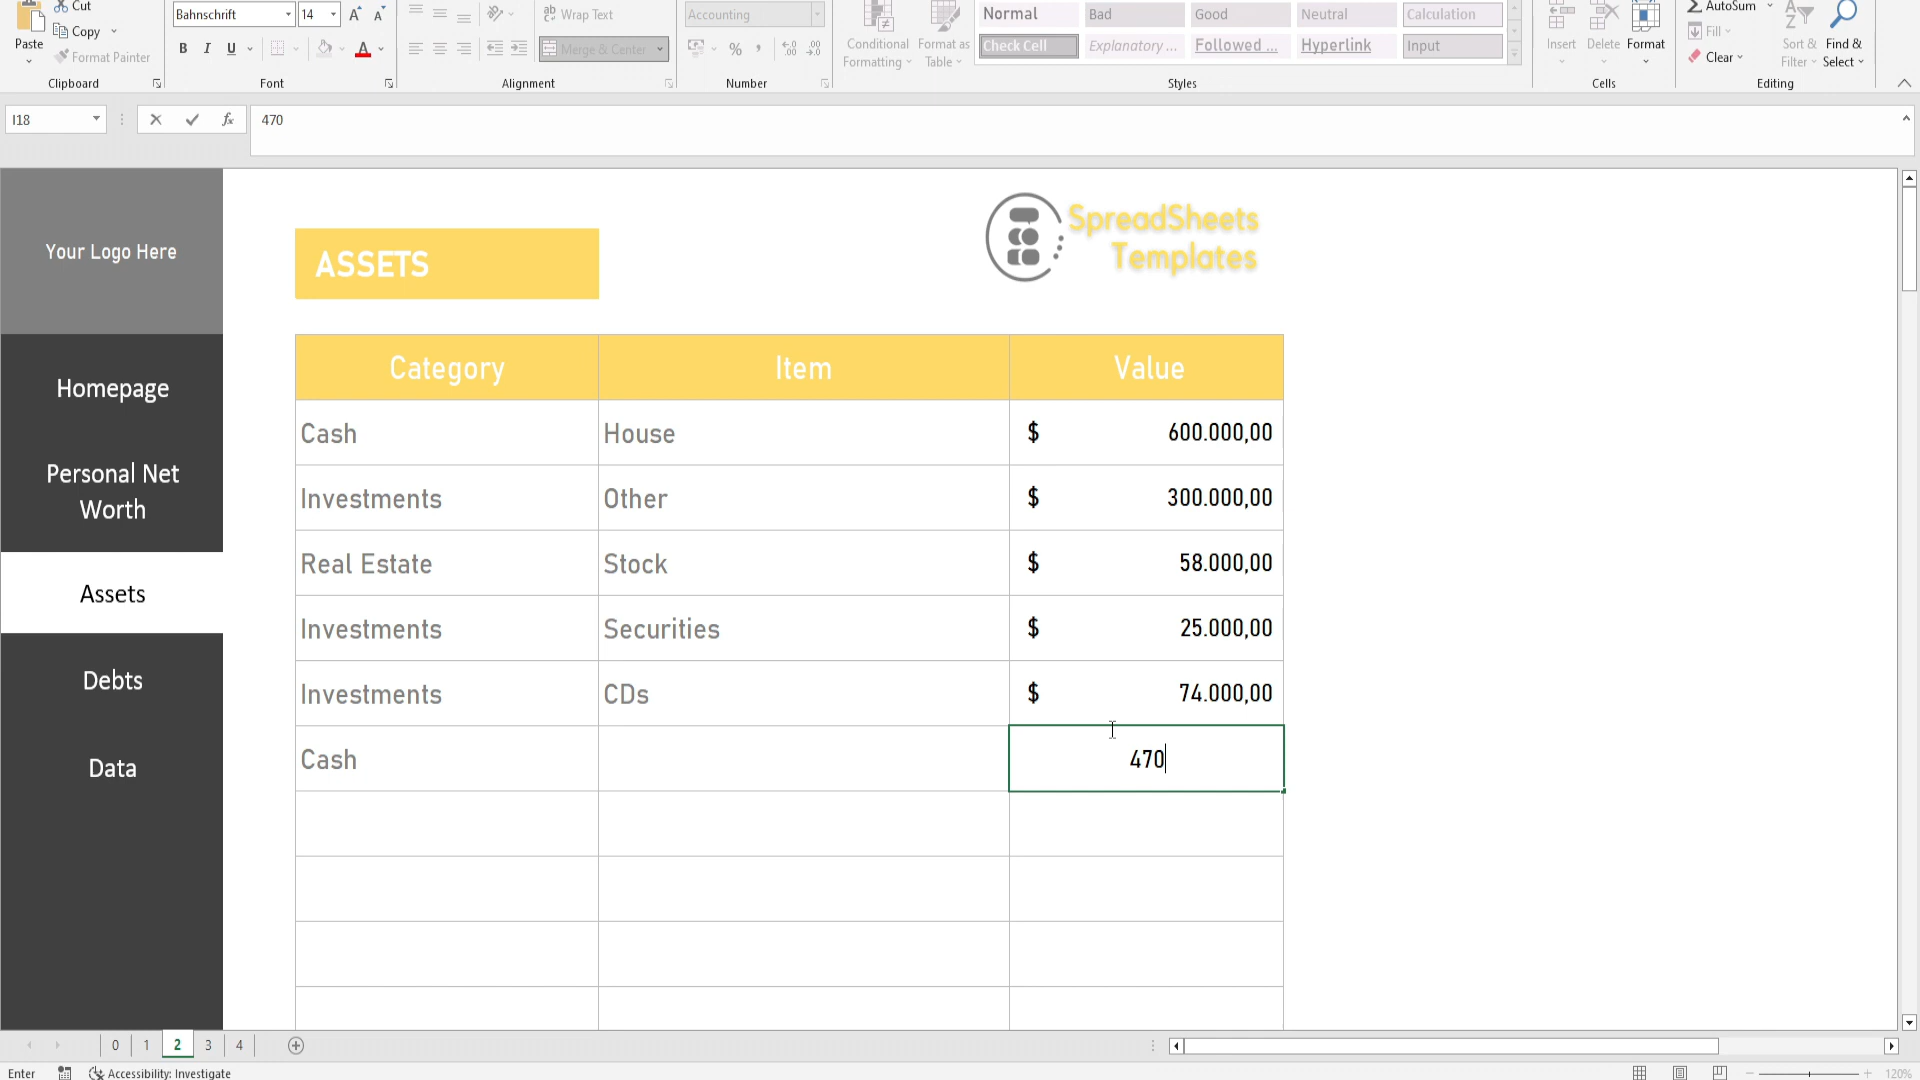 Cut
Copy
Format Painter
Paste
Clipboard
Bahnschrift
14
A A
B I U
A
Font
ab Wrap Text
Merge & Center
Alignment
Accounting
%
Number
Conditional
Formatting
Format as
Table
Normal
Bad
Good
Neutral
Calculation
Check Cell
Explanatory ...
Followed ...
Hyperlink
Input
Styles
Insert
Delete
Format
Cells
AutoSum
Fill
Clear
Sort &
Filter
Find &
Select
Editing
I18
fx
470
Your Logo Here
Homepage
Personal Net
Worth
Assets
Debts
Data
ASSETS
SpreadSheets
Templates
Category Item Value
Cash House $ 600.000,00
Investments Other $ 300.000,00
Real Estate Stock $ 58.000,00
Investments Securities $ 25.000,00
Investments CDs $ 74.000,00
Cash 470
0 1 2 3 4
Enter
Accessibility: Investigate
120%